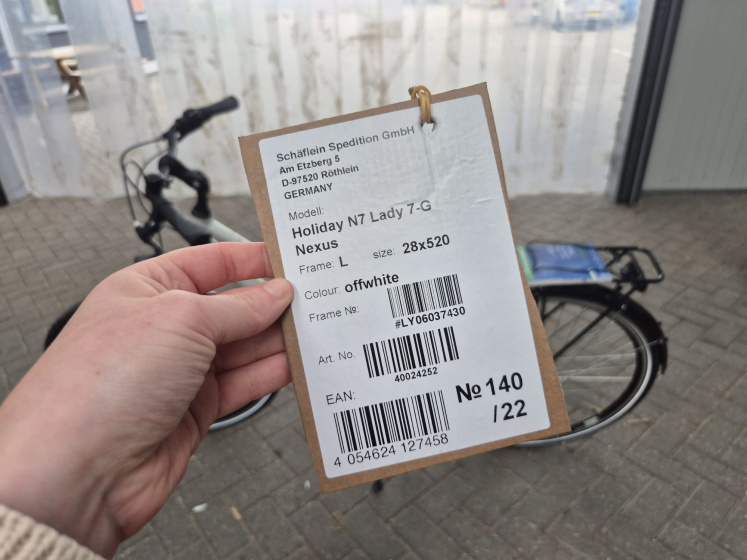 Schäflein Spedition GmbH
Am Etzberg 5
D-97520 Röthlein
GERMANY
Modell:
Holiday N7 Lady 7-G
Nexus
Frame: L size: 28x520
Colour: offwhite
Frame №:
#LY06037430
Art. No.
40024252
EAN:
4 054624 127458
№ 140
/22